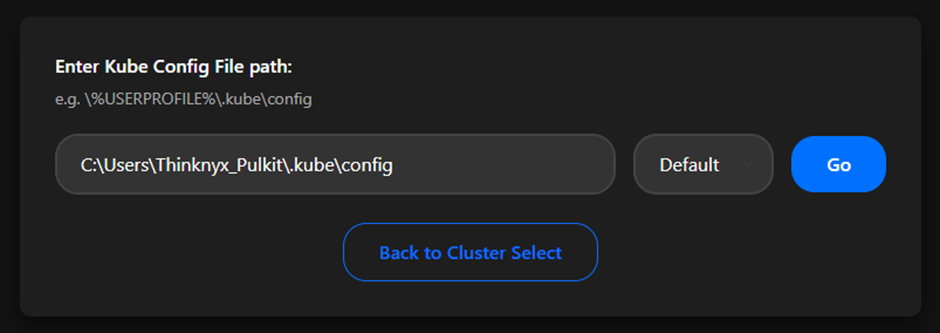 Enter Kube Config File path:
e.g. \%USERPROFILE%\.kube\config
C:\Users\Thinknyx_Pulkit\.kube\config
Default
Go
Back to Cluster Select